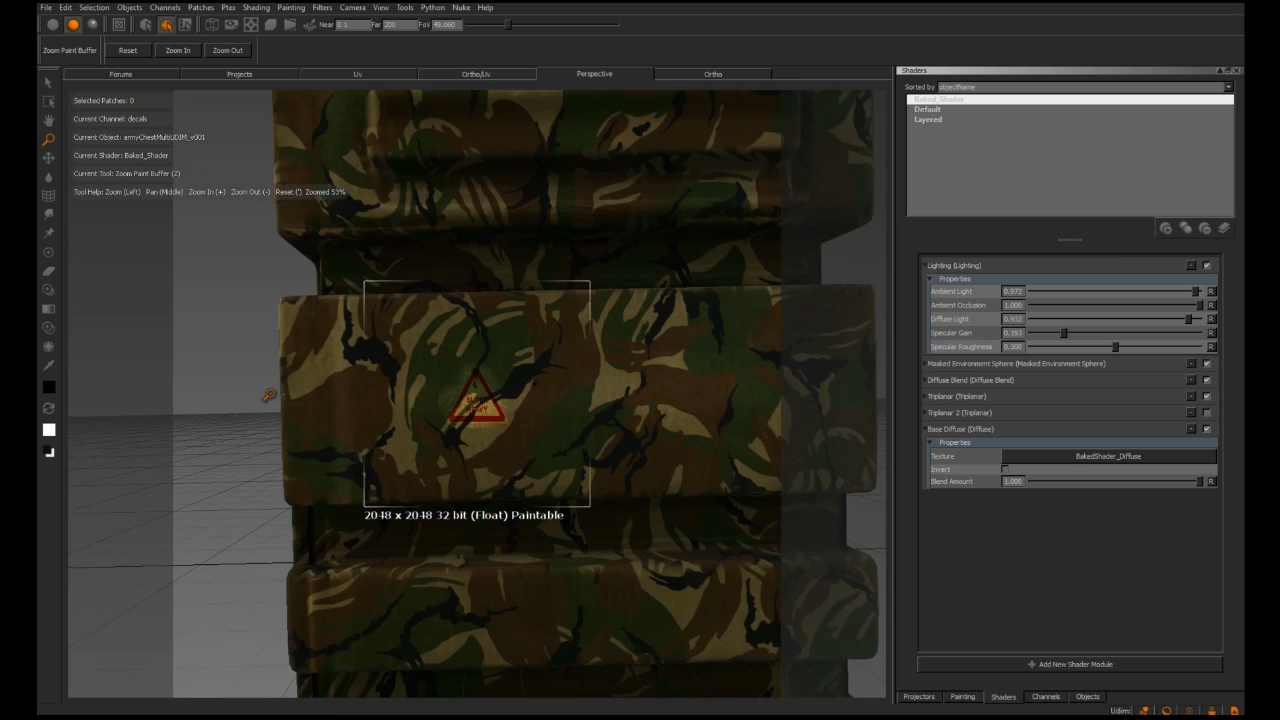 File Edit Selection Objects Channels Patches Ptex Shading Painting Filters Camera View Tools Python Nuke Help
Near 0.1 Far 200 FoV 49.060
Zoom Paint Buffer Reset Zoom In Zoom Out
Forums Projects Uv Ortho/Uv Perspective Ortho
Selected Patches: 0
Current Channel: decals
Current Object: armyChestMultiUDIM_v001
Current Shader: Baked_Shader
Current Tool: Zoom Paint Buffer (Z)
Tool Help: Zoom (Left) Pan (Middle) Zoom In (+) Zoom Out (-) Reset (') Zoomed 53%
2048 x 2048 32 bit (Float) Paintable
Shaders
Sorted by objectName
Baked_Shader
Default
Layered
Lighting (Lighting)
Properties
Ambient Light 0.972 R
Ambient Occlusion 1.000 R
Diffuse Light 0.932 R
Specular Gain 0.193 R
Specular Roughness 0.500 R
Masked Environment Sphere (Masked Environment Sphere)
Diffuse Blend (Diffuse Blend)
Triplanar (Triplanar)
Triplanar 2 (Triplanar)
Base Diffuse (Diffuse)
Properties
Texture BakedShader_Diffuse
Invert
Blend Amount 1.000 R
Add New Shader Module
Projectors Painting Shaders Channels Objects
Udim: